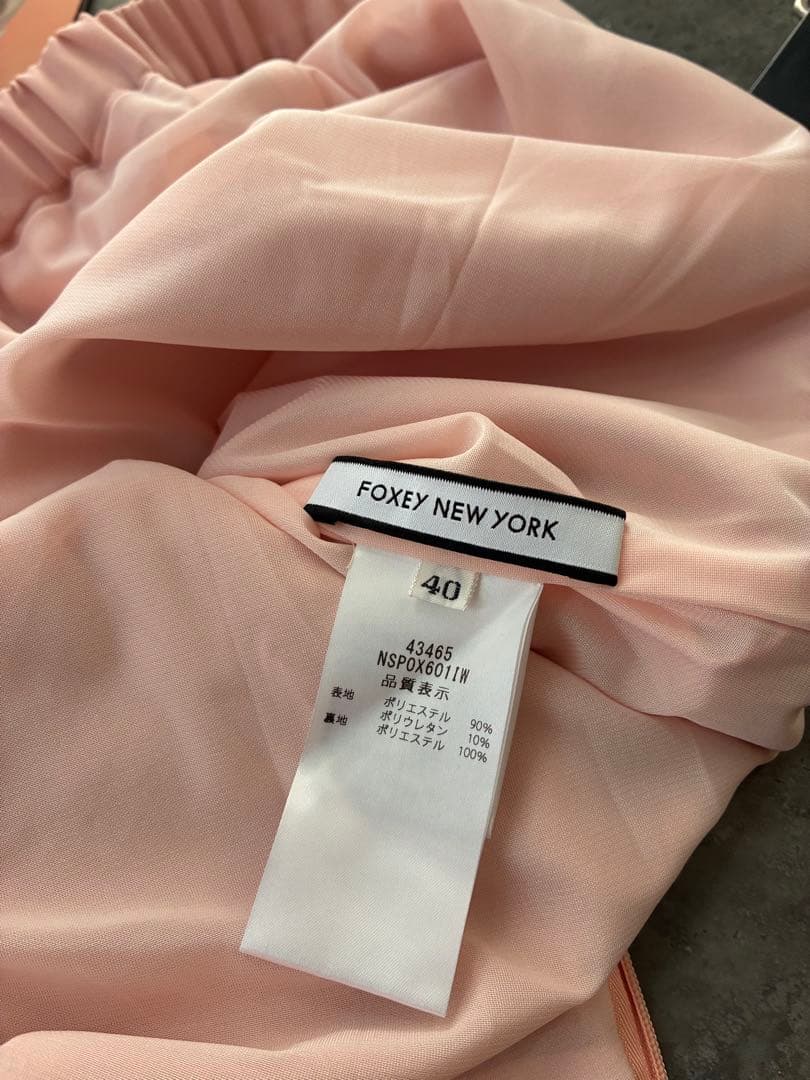 FOXEY NEW YORK
40
43465
NSPOX601IW
品質表示
表地 ポリエステル 90%
ポリウレタン 10%
裏地 ポリエステル 100%